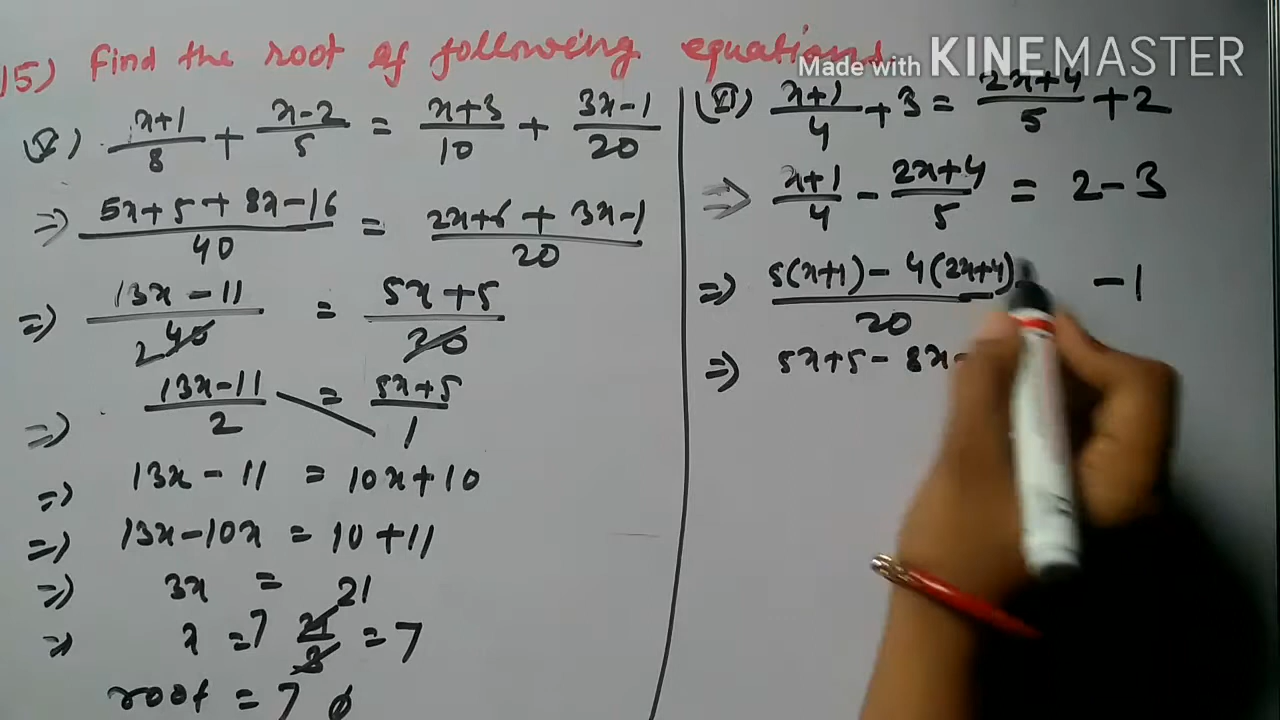 15) Find the root of following equations.
Made with KINEMASTER
(I) x+1/8 + x-2/5 = x+3/10 + 3x-1/20
=> 5x+5+8x-16/40 = 2x+6+3x-1/20
=> 13x-11/40 2 = 5x+5/20
=> 13x-11/2 = 5x+5/1
=> 13x-11 = 10x+10
=> 13x-10x = 10+11
=> 3x = 21
=> x = 7 21/3 = 7
root = 7
(II) x+1/4 + 3 = 2x+4/5 + 2
=> x+1/4 - 2x+4/5 = 2-3
=> 5(x+1) - 4(2x+4)/20 -1
=> 5x+5-8x-